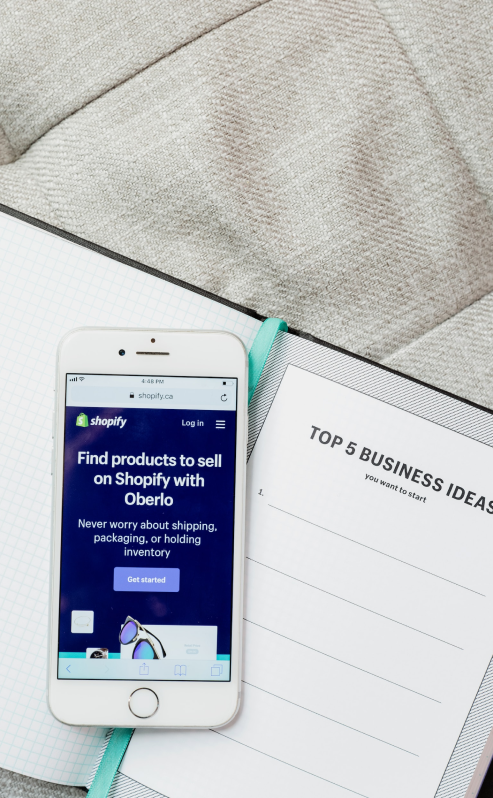 4:48 PM
shopify.ca
shopify
Log in
Find products to sell
on Shopify with
Oberlo
Never worry about shipping,
packaging, or holding
inventory
Get started
TOP 5 BUSINESS IDEAS
you want to start
1.